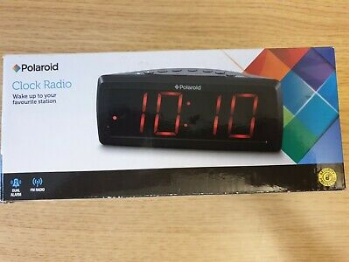 Polaroid
Clock Radio
Wake up to your
favourite station
Polaroid
10:10
DUAL
ALARM
FM RADIO